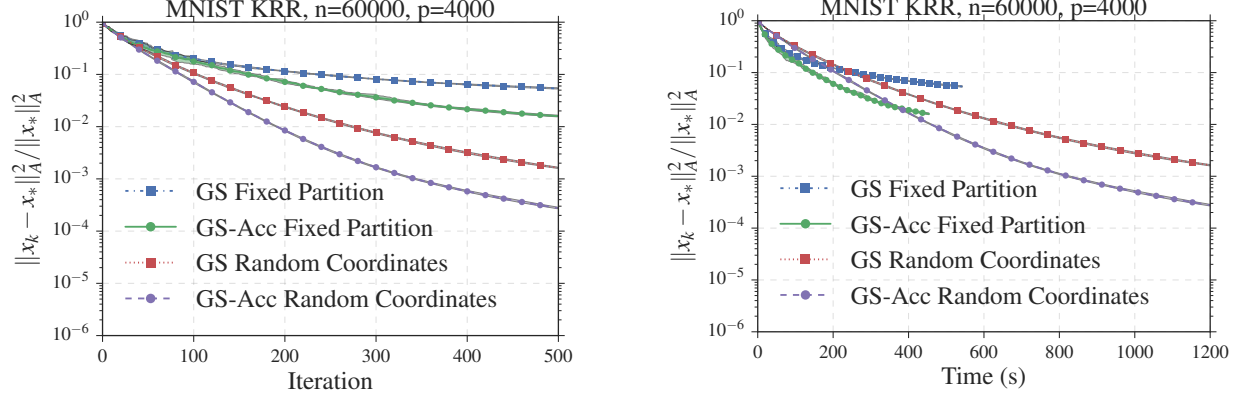 MNIST KRR, n=60000, p=4000
10^0
10^{-1}
10^{-2}
10^{-3}
10^{-4}
10^{-5}
10^{-6}
||x_k − x_*||_A^2/||x_*||_A^2
GS Fixed Partition
GS-Acc Fixed Partition
GS Random Coordinates
GS-Acc Random Coordinates
0 100 200 300 400 500
Iteration
MNIST KRR, n=60000, p=4000
10^0
10^{-1}
10^{-2}
10^{-3}
10^{-4}
10^{-5}
10^{-6}
||x_k − x_*||_A^2/||x_*||_A^2
GS Fixed Partition
GS-Acc Fixed Partition
GS Random Coordinates
GS-Acc Random Coordinates
0 200 400 600 800 1000 1200
Time (s)